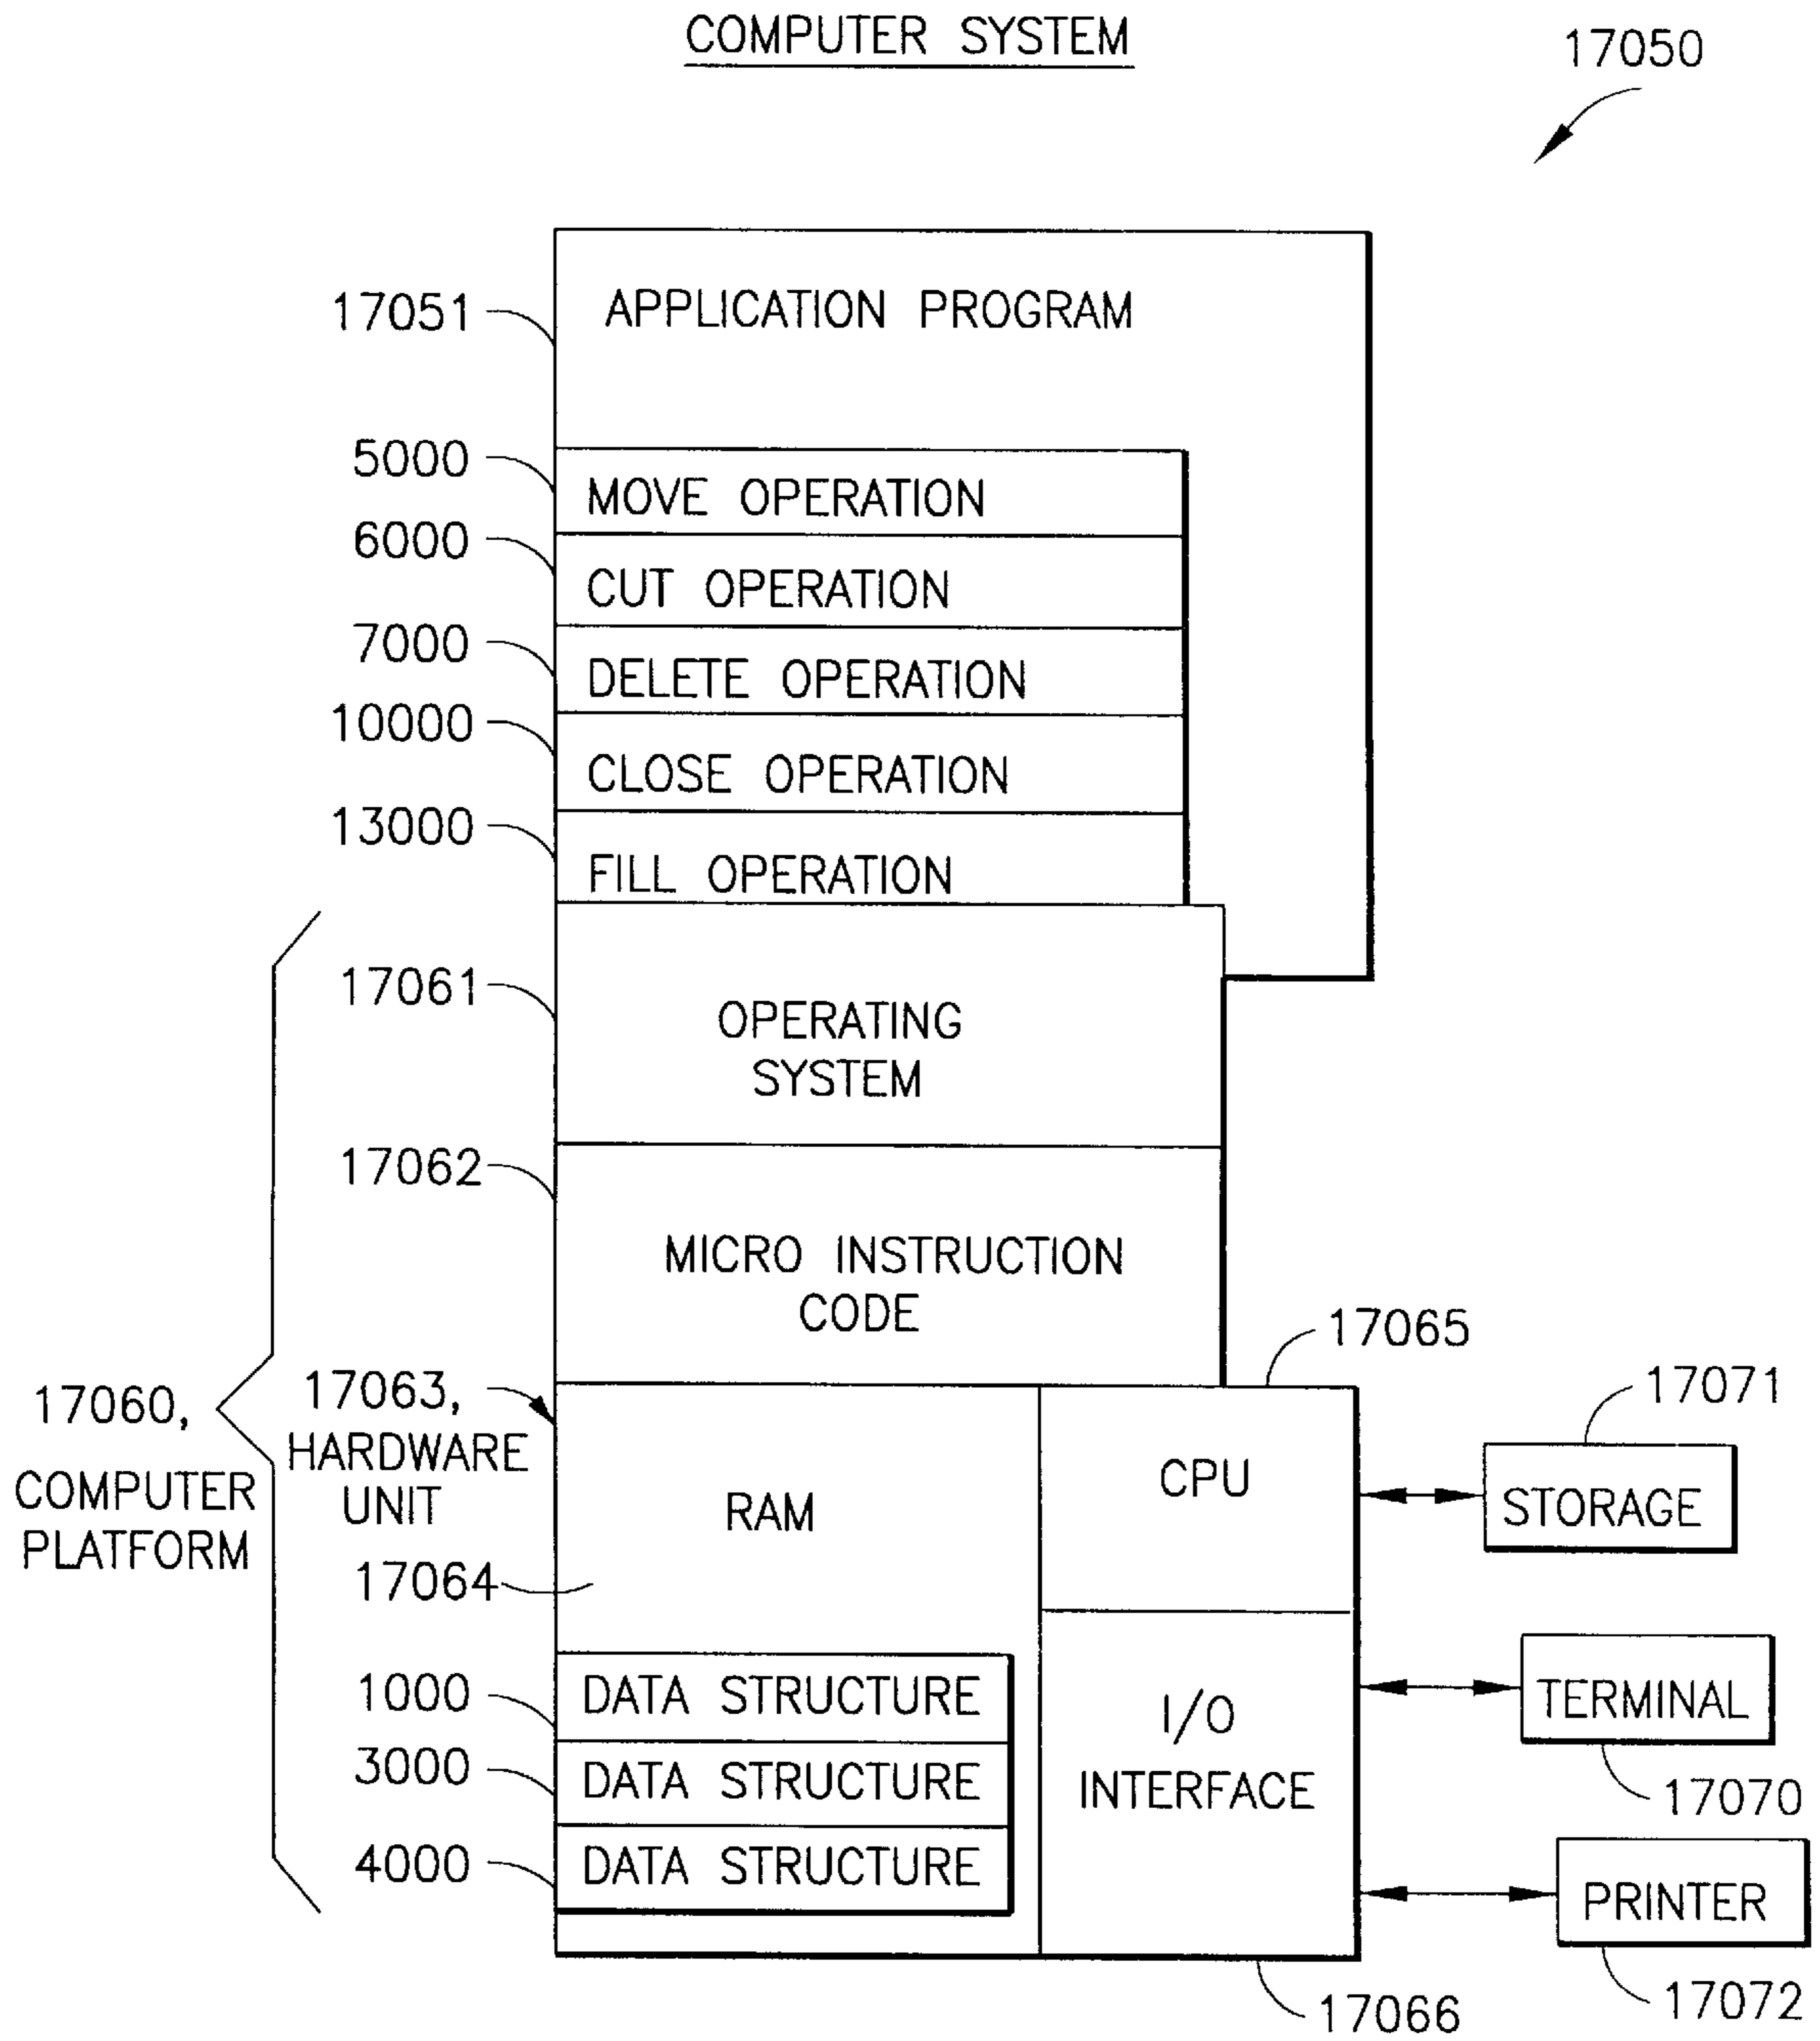 COMPUTER SYSTEM
17050
17051
APPLICATION PROGRAM
5000
MOVE OPERATION
6000
CUT OPERATION
7000
DELETE OPERATION
10000
CLOSE OPERATION
13000
FILL OPERATION
17061
OPERATING
SYSTEM
17062
MICRO INSTRUCTION
CODE
17065
17060,
COMPUTER
PLATFORM
17063,
HARDWARE
UNIT
RAM
17064
CPU
17071
STORAGE
1000
DATA STRUCTURE
3000
DATA STRUCTURE
4000
DATA STRUCTURE
I/O
INTERFACE
TERMINAL
17070
PRINTER
17072
17066